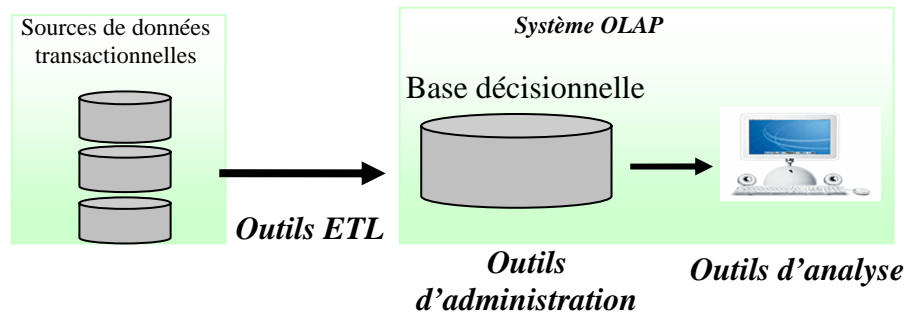 Sources de données
transactionnelles
Système OLAP
Base décisionnelle
Outils ETL
Outils
d'administration
Outils d'analyse